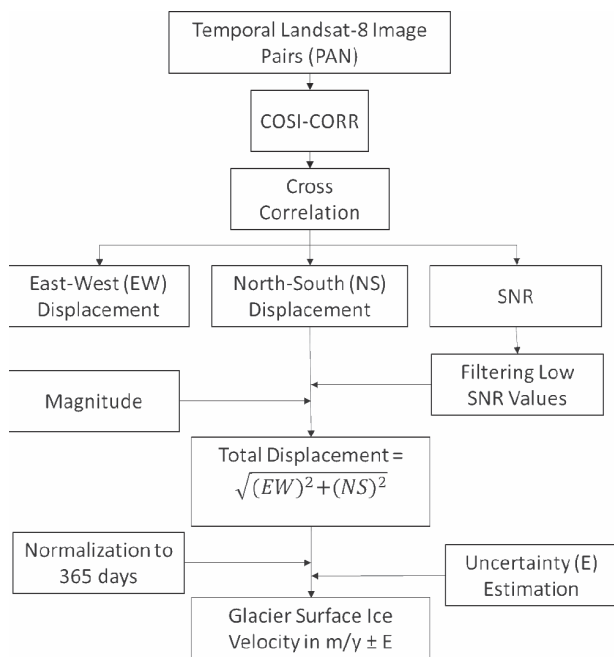 Temporal Landsat-8 Image
Pairs (PAN)
COSI-CORR
Cross
Correlation
East-West (EW)
Displacement
North-South (NS)
Displacement
SNR
Filtering Low
SNR Values
Magnitude
Total Displacement =
√(EW)²+(NS)²
Normalization to
365 days
Uncertainty (E)
Estimation
Glacier Surface Ice
Velocity in m/y ± E